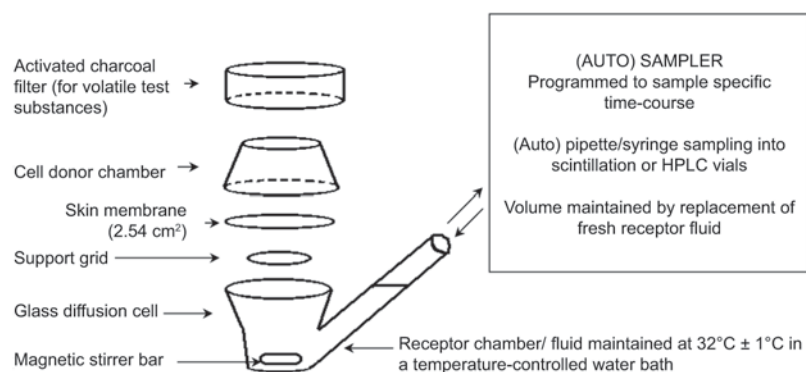 Activated charcoal
filter (for volatile test
substances)
Cell donor chamber
Skin membrane
(2.54 cm²)
Support grid
Glass diffusion cell
Magnetic stirrer bar
(AUTO) SAMPLER
Programmed to sample specific
time-course
(Auto) pipette/syringe sampling into
scintillation or HPLC vials
Volume maintained by replacement of
fresh receptor fluid
Receptor chamber/ fluid maintained at 32°C ± 1°C in
a temperature-controlled water bath